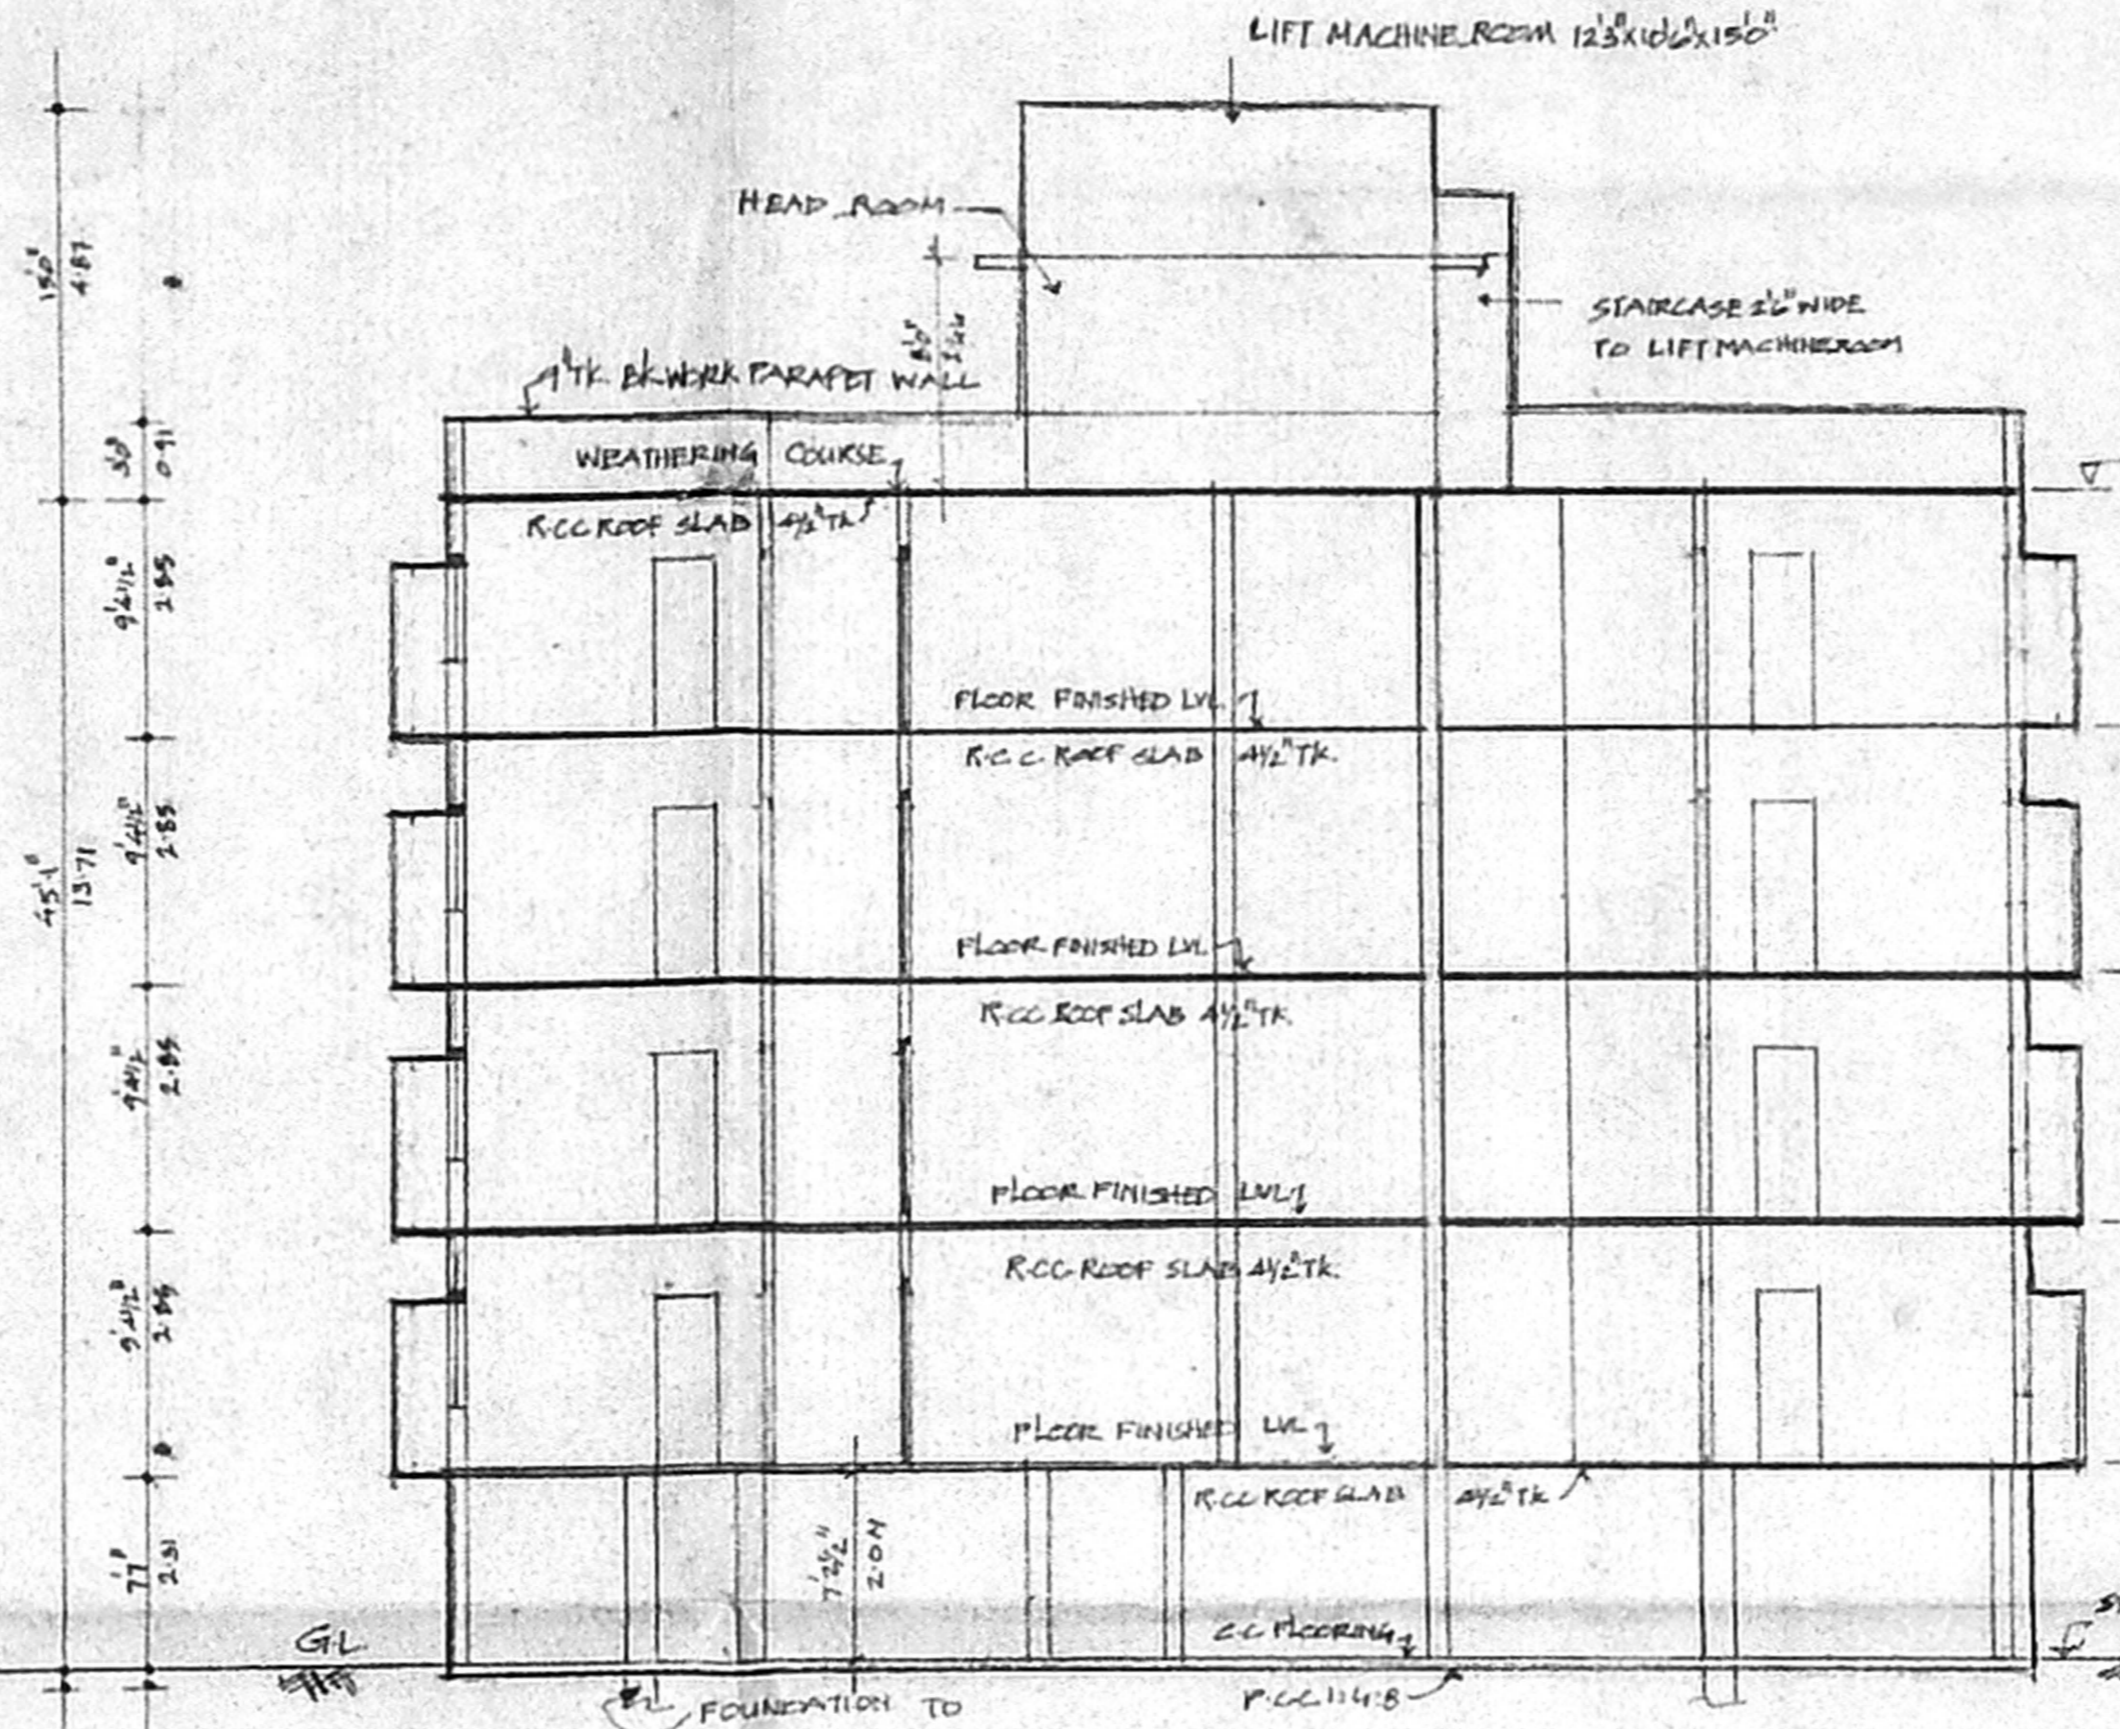 LIFT MACHINE ROOM 12'3"X10'6"X15'0"
HEAD ROOM
15'0"
4.87
8'0"
STAIRCASE 2'6" WIDE
TO LIFT MACHINE ROOM
9" TK. BK. WORK PARAPET WALL
3'0"
0.91
WEATHERING COURSE
R.C.C ROOF SLAB 4½" TK
9'4½"
2.85
FLOOR FINISHED LVL
R.C.C. ROOF SLAB 4½" TK.
9'4½"
2.85
45'1"
13.71
FLOOR FINISHED LVL
R.C.C ROOF SLAB 4½" TK
9'4½"
2.85
FLOOR FINISHED LVL
R.C.C ROOF SLAB 4½" TK.
9'4½"
2.85
FLOOR FINISHED LVL
R.C.C ROOF SLAB 4½" TK
7'7"
2.31
7'2½"
C.C FLOORING
G.L
FOUNDATION TO
P.C.C 1:4:8